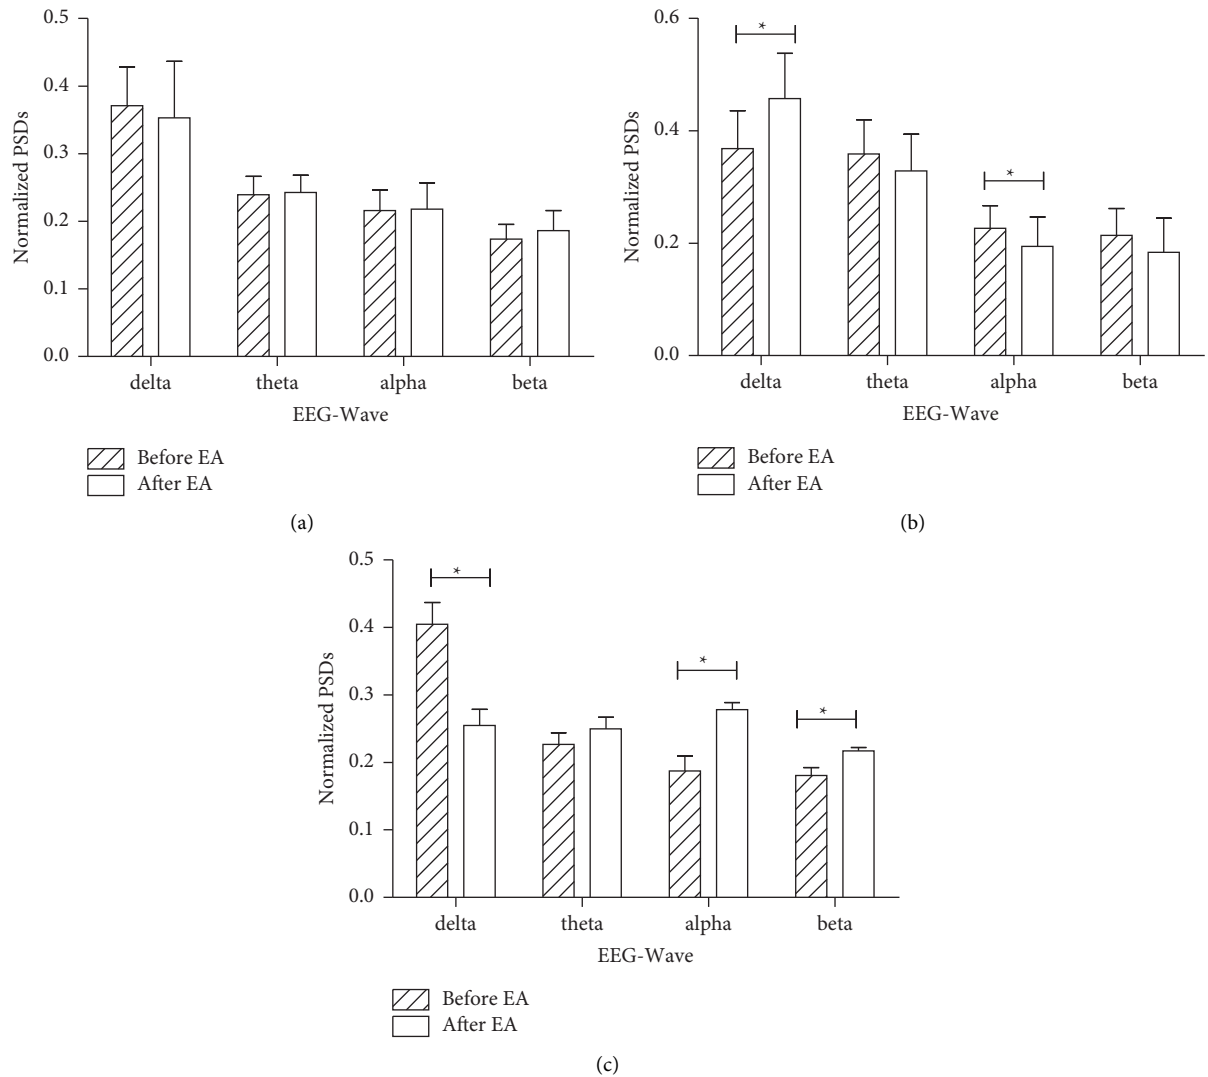 Normalized PSDs
0.5
0.4
0.3
0.2
0.1
0.0
delta theta alpha beta
EEG-Wave
Before EA
After EA
(a)
Normalized PSDs
0.6
0.4
0.2
0.0
*
*
delta theta alpha beta
EEG-Wave
Before EA
After EA
(b)
Normalized PSDs
0.5
0.4
0.3
0.2
0.1
0.0
*
*
*
delta theta alpha beta
EEG-Wave
Before EA
After EA
(c)